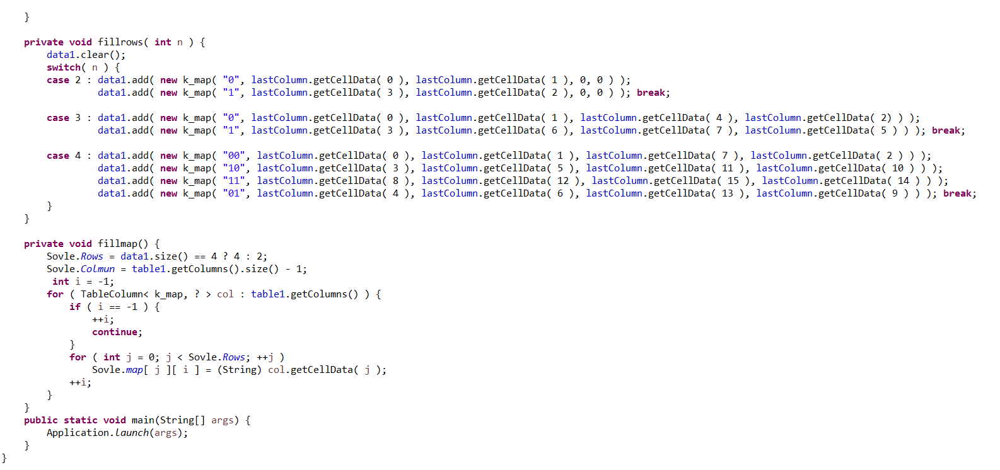 }
private void fillrows( int n ) {
data1.clear();
switch( n ) {
case 2 : data1.add( new k_map( "0", lastColumn.getCellData( 0 ), lastColumn.getCellData( 1 ), 0, 0 ) );
data1.add( new k_map( "1", lastColumn.getCellData( 3 ), lastColumn.getCellData( 2 ), 0, 0 ) ); break;
case 3 : data1.add( new k_map( "0", lastColumn.getCellData( 0 ), lastColumn.getCellData( 1 ), lastColumn.getCellData( 4 ), lastColumn.getCellData( 2) ) );
data1.add( new k_map( "1", lastColumn.getCellData( 3 ), lastColumn.getCellData( 6 ), lastColumn.getCellData( 7 ), lastColumn.getCellData( 5 ) ) ); break;
case 4 : data1.add( new k_map( "00", lastColumn.getCellData( 0 ), lastColumn.getCellData( 1 ), lastColumn.getCellData( 7 ), lastColumn.getCellData( 2 ) ) );
data1.add( new k_map( "10", lastColumn.getCellData( 3 ), lastColumn.getCellData( 5 ), lastColumn.getCellData( 11 ), lastColumn.getCellData( 10 ) ) );
data1.add( new k_map( "11", lastColumn.getCellData( 8 ), lastColumn.getCellData( 12 ), lastColumn.getCellData( 15 ), lastColumn.getCellData( 14 ) ) );
data1.add( new k_map( "01", lastColumn.getCellData( 4 ), lastColumn.getCellData( 6 ), lastColumn.getCellData( 13 ), lastColumn.getCellData( 9 ) ) ); break;
}
}
private void fillmap() {
Sovle.Rows = data1.size() == 4 ? 4 : 2;
Sovle.Colmun = table1.getColumns().size() - 1;
int i = -1;
for ( TableColumn< k_map, ? > col : table1.getColumns() ) {
if ( i == -1 ) {
++i;
continue;
}
for ( int j = 0; j < Sovle.Rows; ++j )
Sovle.map[ j ][ i ] = (String) col.getCellData( j );
++i;
}
}
public static void main(String[] args) {
Application.launch(args);
}
}